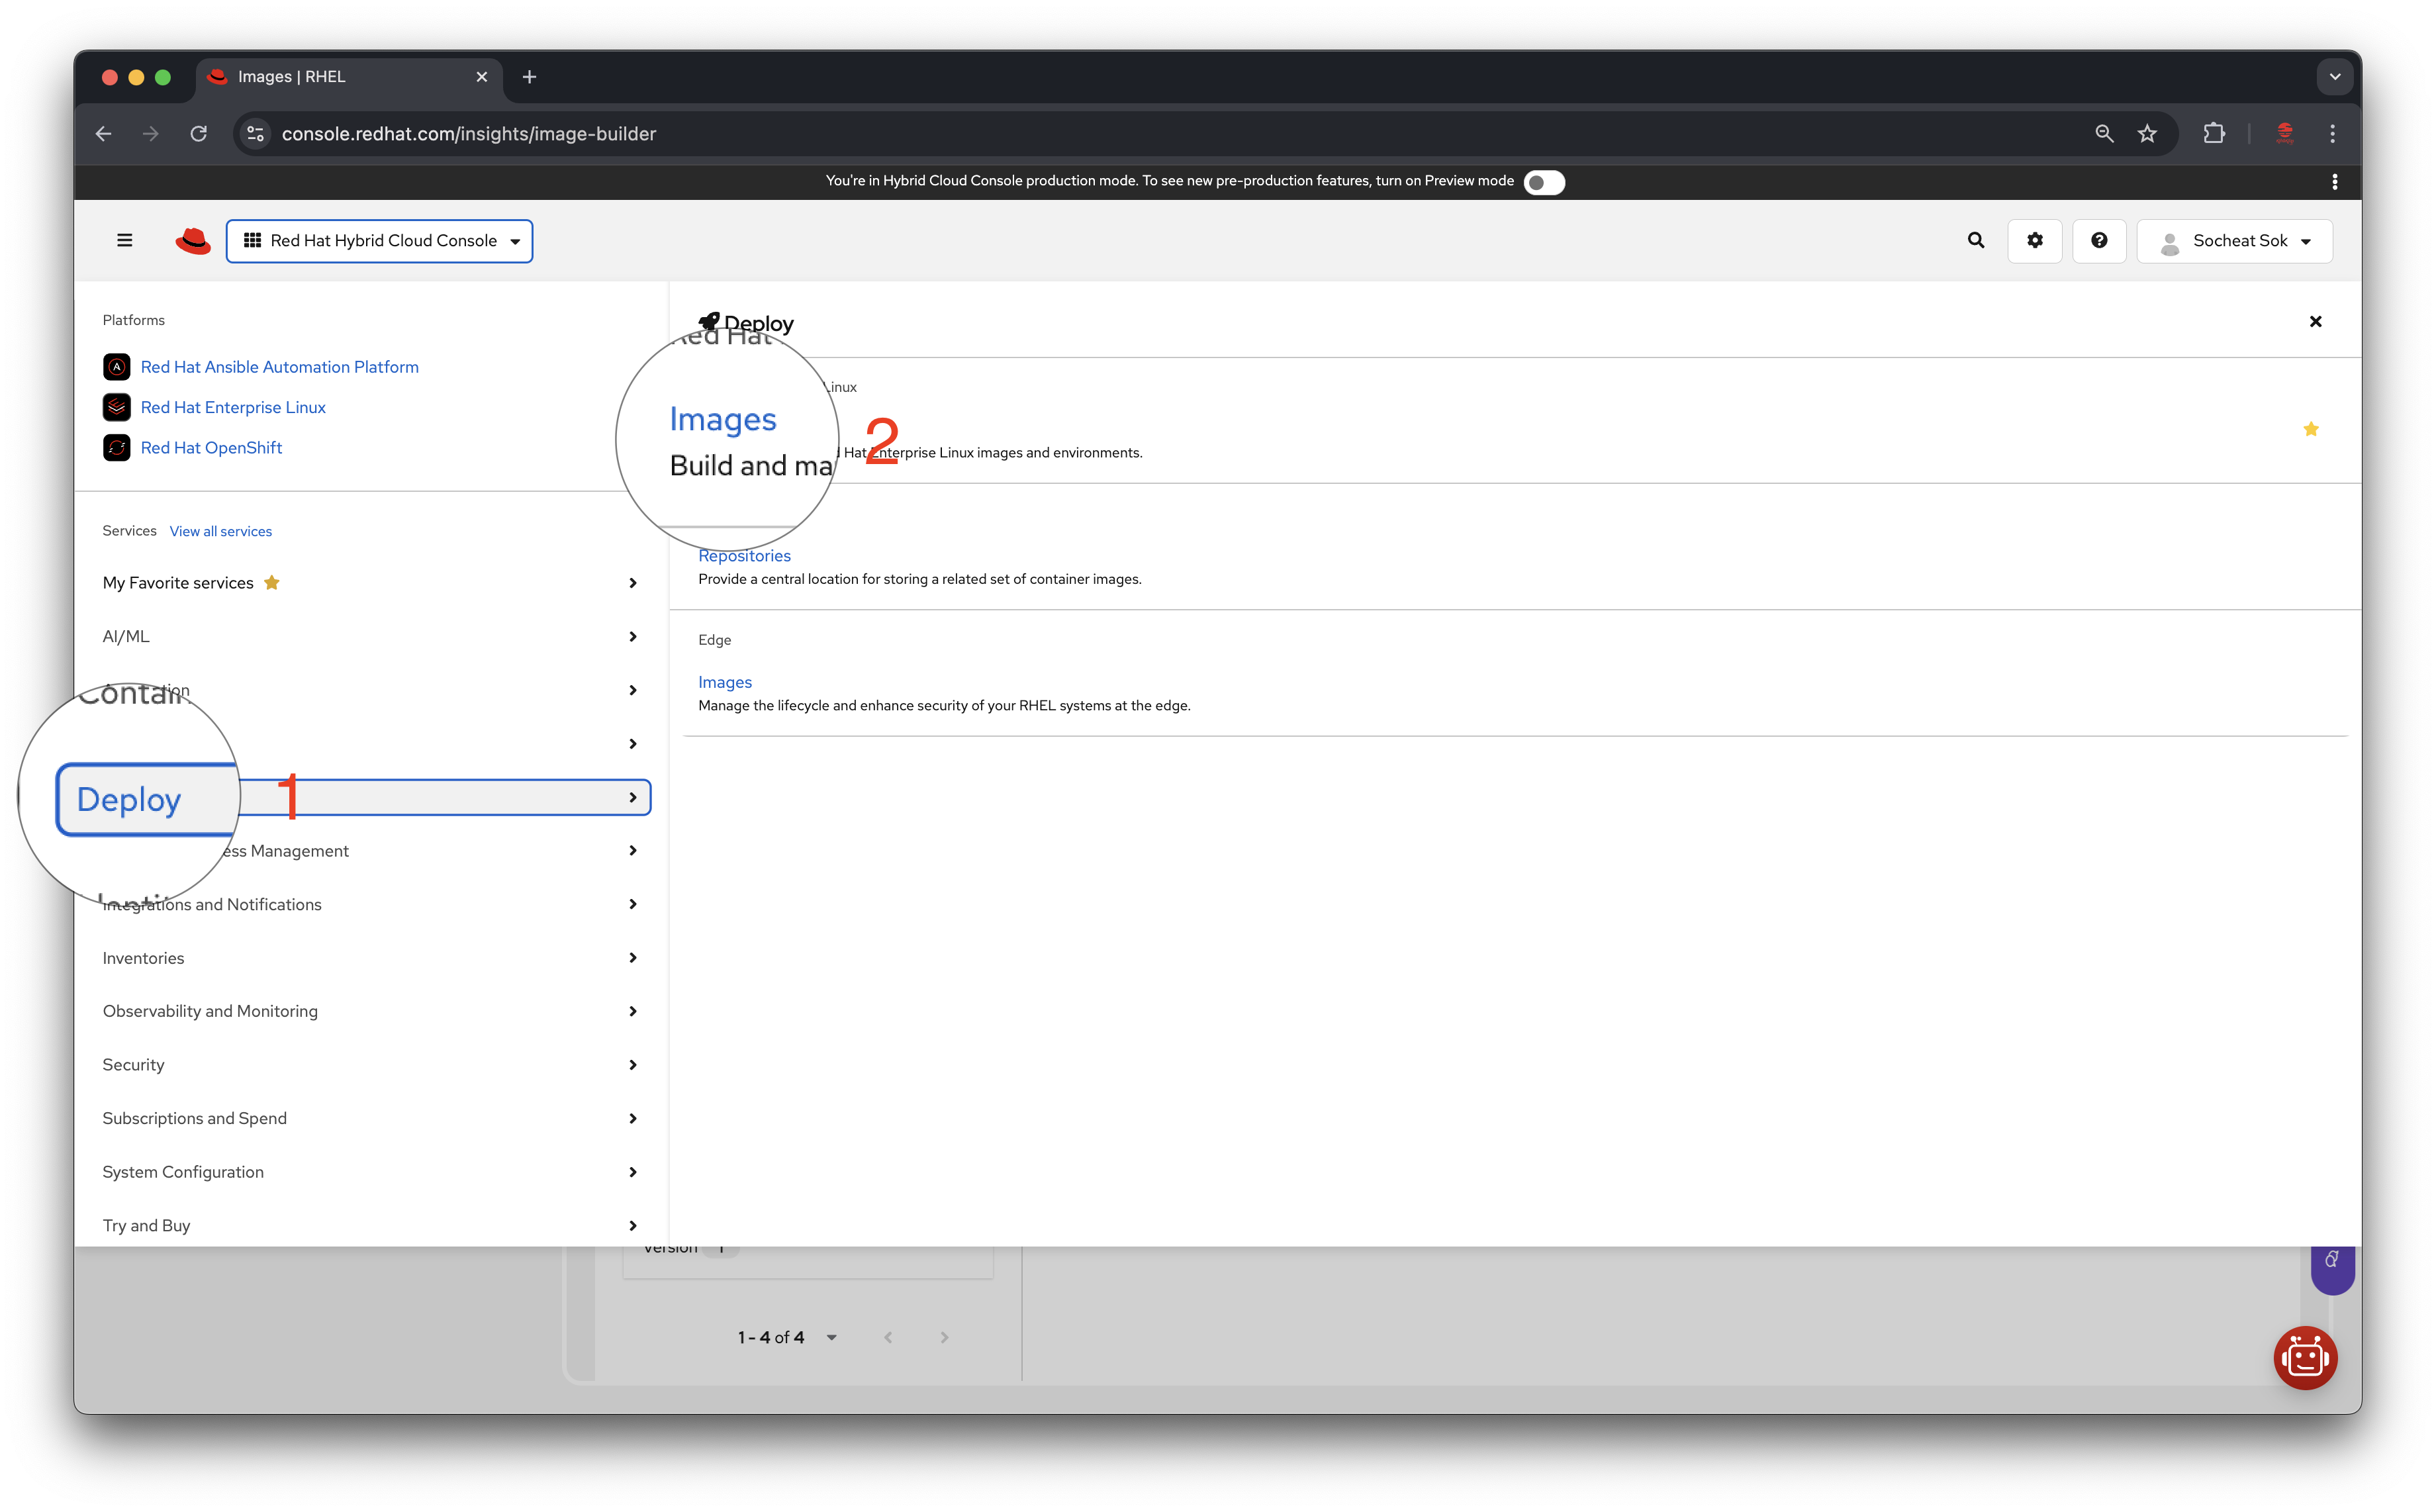 Images | RHEL
console.redhat.com/insights/image-builder
You're in Hybrid Cloud Console production mode. To see new pre-production features, turn on Preview mode
Red Hat Hybrid Cloud Console
Socheat Sok
Platforms
Red Hat Ansible Automation Platform
Red Hat Enterprise Linux
Red Hat OpenShift
Services View all services
My Favorite services
AI/ML
Deploy
1
Management
Integrations and Notifications
Inventories
Observability and Monitoring
Security
Subscriptions and Spend
System Configuration
Try and Buy
Deploy
Red Hat
Linux
Images
2
Build and
Hat Enterprise Linux images and environments.
Repositories
Provide a central location for storing a related set of container images.
Edge
Images
Manage the lifecycle and enhance security of your RHEL systems at the edge.
Version 1
1 - 4 of 4